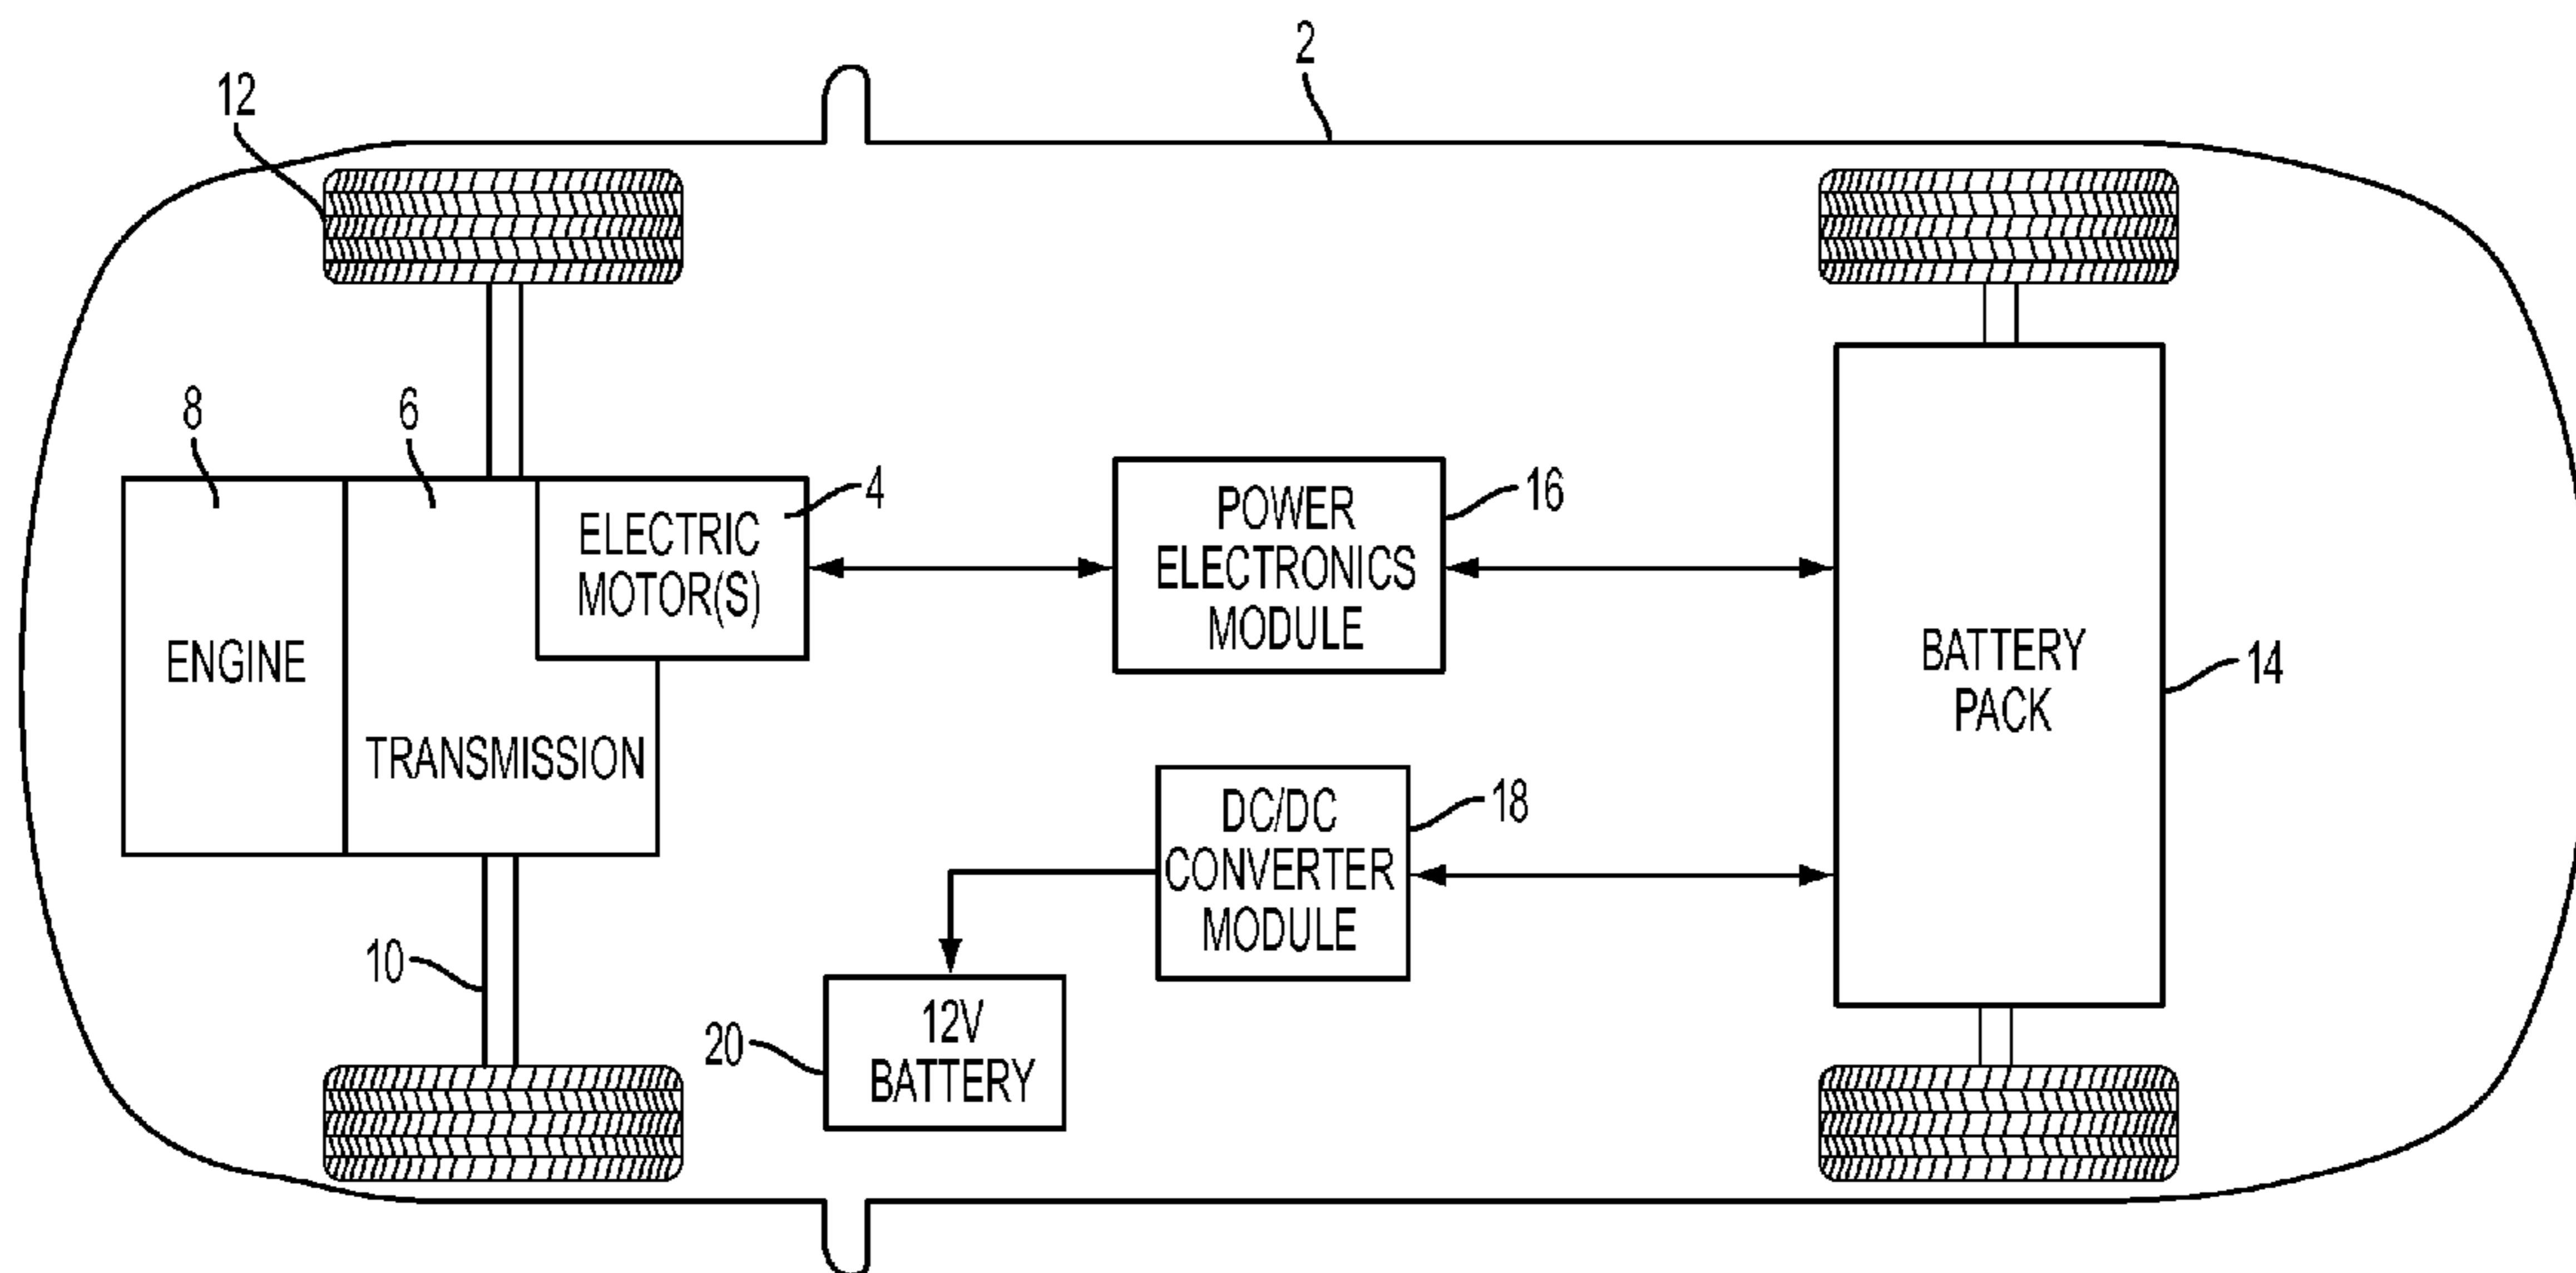 2
12
8
6
4
16
ELECTRIC
MOTOR(S)
POWER
ELECTRONICS
MODULE
ENGINE
BATTERY
PACK
14
TRANSMISSION
DC/DC
CONVERTER
MODULE
18
10
12V
BATTERY
20